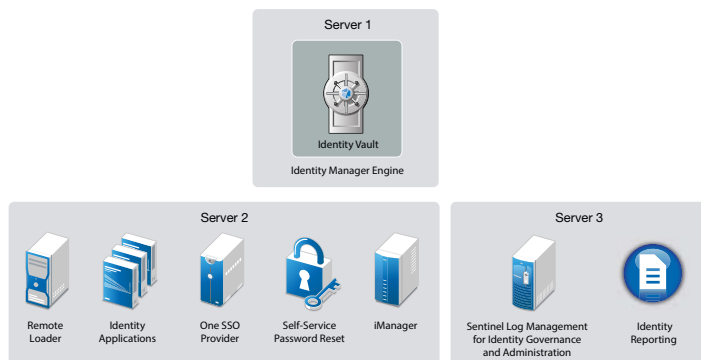 Server 1
Identity Vault
Identity Manager Engine
Server 2
Remote
Loader
Identity
Applications
One SSO
Provider
Self-Service
Password Reset
iManager
Server 3
Sentinel Log Management
for Identity Governance
and Administration
Identity
Reporting